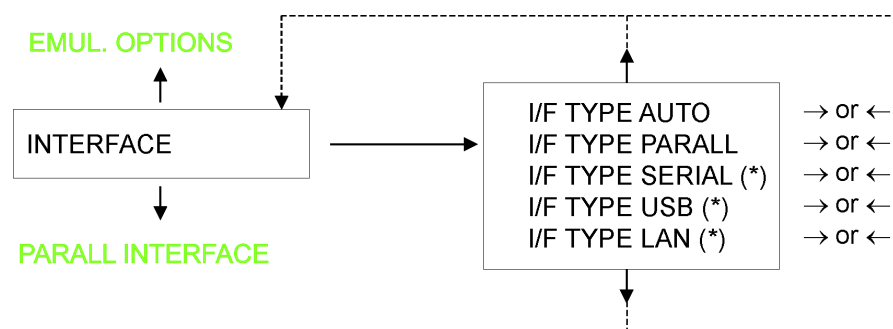 EMUL. OPTIONS
INTERFACE
PARALL INTERFACE
I/F TYPE AUTO → or ←
I/F TYPE PARALL → or ←
I/F TYPE SERIAL (*) → or ←
I/F TYPE USB (*) → or ←
I/F TYPE LAN (*) → or ←